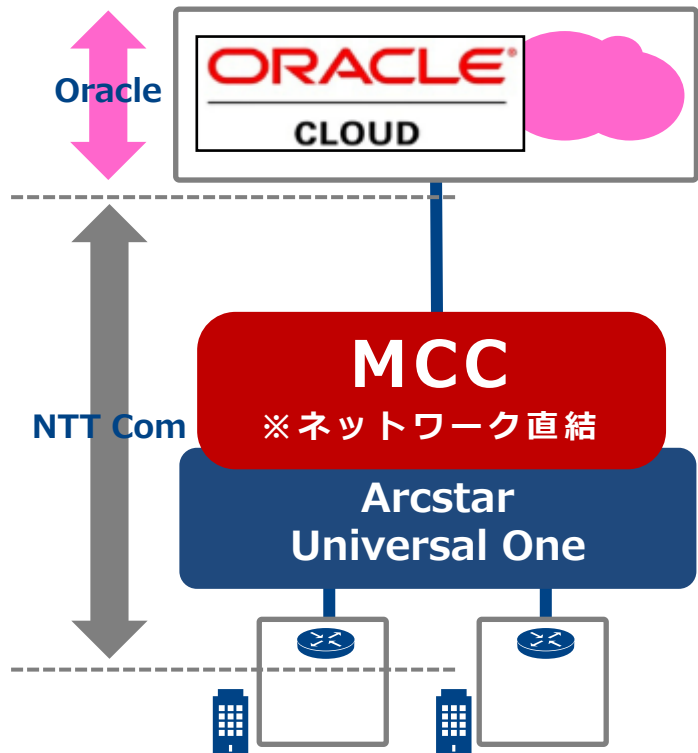 Oracle
ORACLE®
CLOUD
NTT Com
MCC
※ネットワーク直結
Arcstar
Universal One